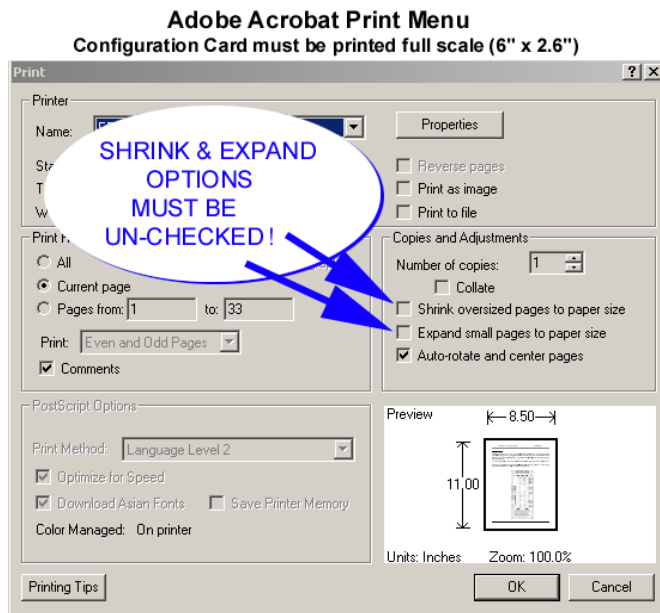 Adobe Acrobat Print Menu
Configuration Card must be printed full scale (6" x 2.6")
Print
Printer
Name:
Properties
SHRINK & EXPAND
OPTIONS
MUST BE
UN-CHECKED!
Sta
Reverse pages
T
Print as image
W
Print to file
Print
All
Current page
Pages from: 1 to: 33
Print: Even and Odd Pages
Comments
Copies and Adjustments
Number of copies: 1
Collate
Shrink oversized pages to paper size
Expand small pages to paper size
Auto-rotate and center pages
PostScript Options
Print Method: Language Level 2
Optimize for Speed
Download Asian Fonts Save Printer Memory
Color Managed: On printer
Preview
8.50
11.00
Units: Inches Zoom: 100.0%
Printing Tips
OK Cancel